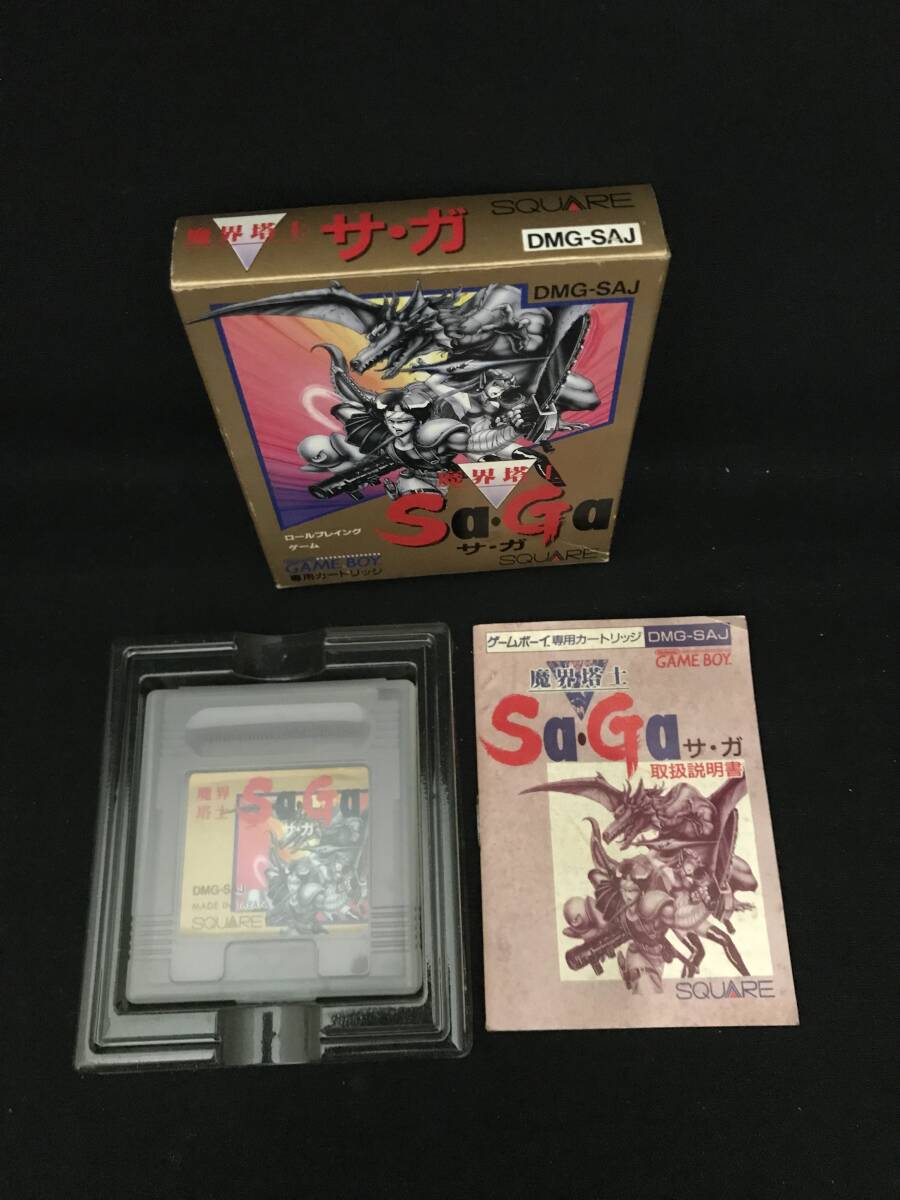 魔界塔士 サ・ガ SQUARE
DMG-SAJ
DMG-SAJ
魔界塔士
Sa・Ga
サ・ガ
SQUARE
ロールプレイング
ゲーム
GAME BOY
専用カートリッジ
魔界
塔士
Sa・Ga
サ・ガ
DMG-SAJ
MADE IN JAPAN
SQUARE
ゲームボーイ専用カートリッジ DMG-SAJ
GAME BOY
魔界塔士
Sa・Ga サ・ガ
取扱説明書
SQUARE